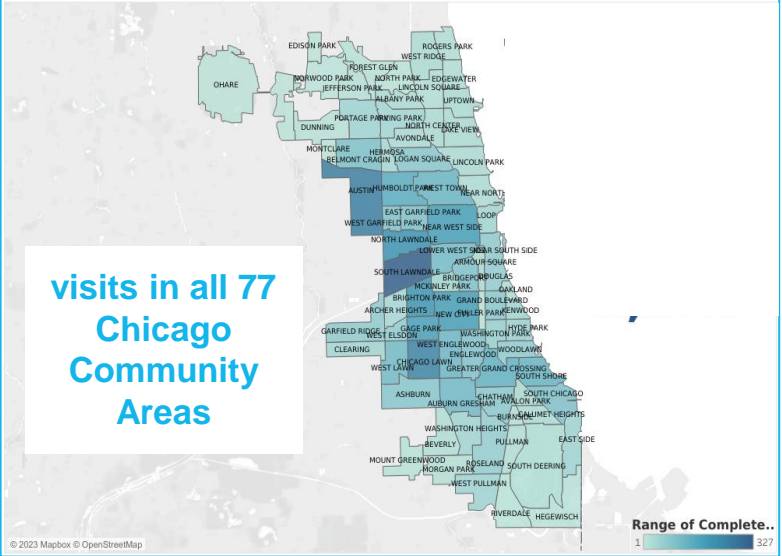 EDISON PARK
ROGERS PARK
WEST RIDGE
OHARE
FOREST GLEN
NORWOOD PARK
NORTH PARK
EDGEWATER
JEFFERSON PARK
LINCOLN SQUARE
ALBANY PARK
UPTOWN
PORTAGE PARK
IRVING PARK
DUNNING
NORTH CENTER
LAKE VIEW
AVONDALE
MONTCLARE
HERMOSA
BELMONT CRAGIN
LOGAN SQUARE
LINCOLN PARK
AUSTIN
HUMBOLDT PARK
WEST TOWN
NEAR NORTH
EAST GARFIELD PARK
LOOP
WEST GARFIELD PARK
NEAR WEST SIDE
NORTH LAWNDALE
LOWER WEST SIDE
NEAR SOUTH SIDE
ARMOUR SQUARE
SOUTH LAWNDALE
BRIDGEPORT
DOUGLAS
MCKINLEY PARK
OAKLAND
BRIGHTON PARK
GRAND BOULEVARD
ARCHER HEIGHTS
NEW CITY
FULLER PARK
KENWOOD
GARFIELD RIDGE
WEST ELSDON
GAGE PARK
WASHINGTON PARK
HYDE PARK
CLEARING
WEST ENGLEWOOD
ENGLEWOOD
WOODLAWN
WEST LAWN
CHICAGO LAWN
GREATER GRAND CROSSING
SOUTH SHORE
ASHBURN
AUBURN GRESHAM
CHATHAM
SOUTH CHICAGO
AVALON PARK
BURNSIDE
CALUMET HEIGHTS
WASHINGTON HEIGHTS
BEVERLY
PULLMAN
EAST SIDE
MOUNT GREENWOOD
MORGAN PARK
ROSELAND
SOUTH DEERING
WEST PULLMAN
RIVERDALE
HEGEWISCH
visits in all 77
Chicago
Community
Areas
Range of Complete..
1 327
© 2023 Mapbox © OpenStreetMap